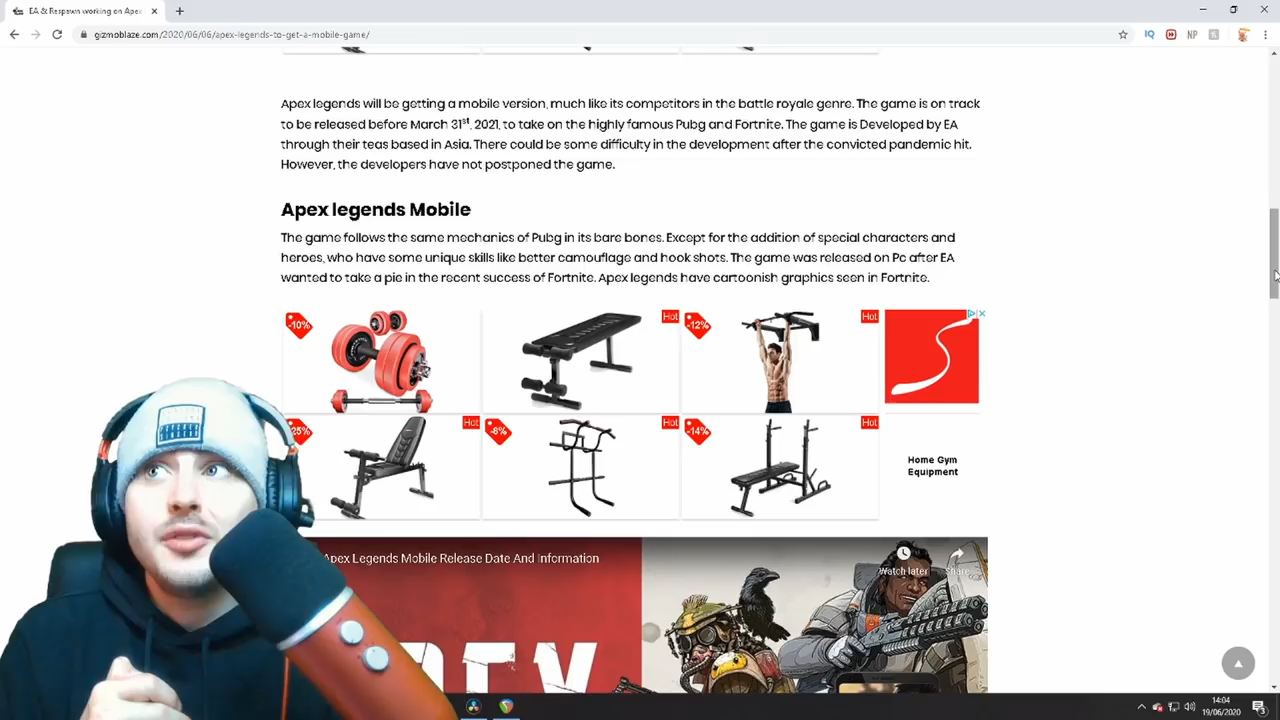 EA & Respawn working on Apex
gizmoblaze.com/2020/06/06/apex-legends-to-get-a-mobile-game/
IQ
NP
Apex legends will be getting a mobile version, much like its competitors in the battle royale genre. The game is on track
to be released before March 31st, 2021, to take on the highly famous Pubg and Fortnite. The game is Developed by EA
through their teas based in Asia. There could be some difficulty in the development after the convicted pandemic hit.
However, the developers have not postponed the game.
Apex legends Mobile
The game follows the same mechanics of Pubg in its bare bones. Except for the addition of special characters and
heroes, who have some unique skills like better camouflage and hook shots. The game was released on Pc after EA
wanted to take a pie in the recent success of Fortnite. Apex legends have cartoonish graphics seen in Fortnite.
-10%
Hot
-12%
Hot
-25%
Hot
-8%
Hot
-14%
Hot
Home Gym
Equipment
Apex Legends Mobile Release Date And Information
Watch later
Share
14:04
19/06/2020
3